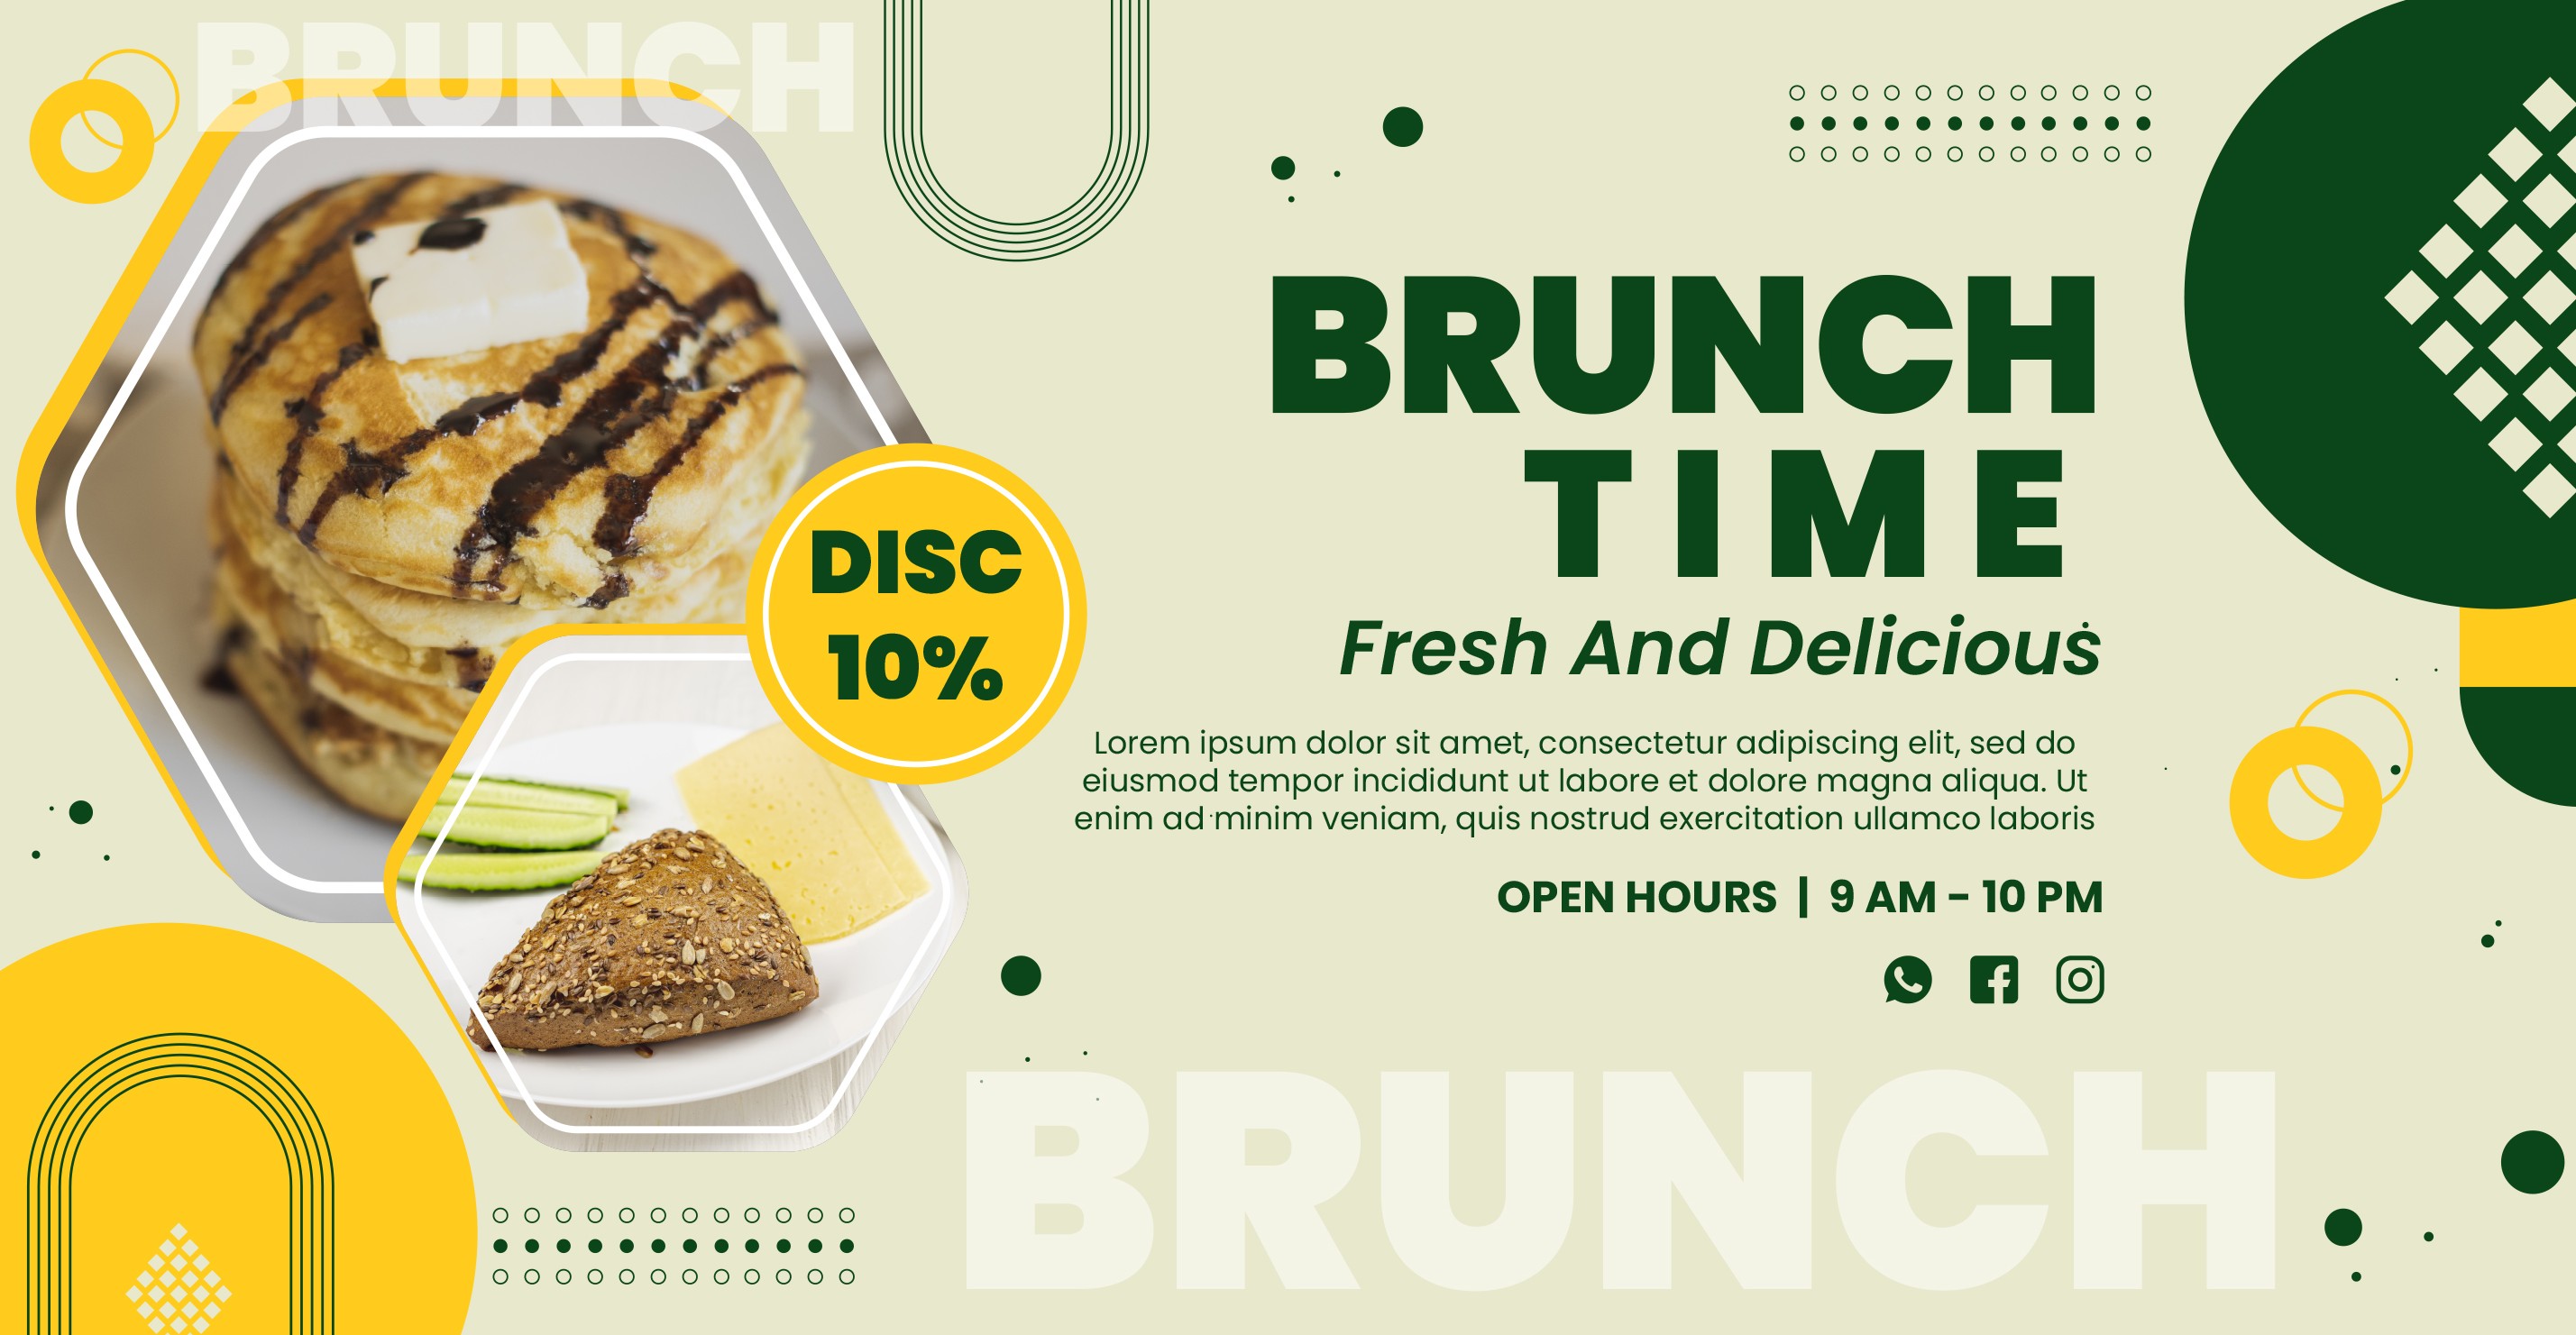 BRUNCH
BRUNCH
TIME
DISC
10%
Fresh And Delicious
Lorem ipsum dolor sit amet, consectetur adipiscing elit, sed do
eiusmod tempor incididunt ut labore et dolore magna aliqua. Ut
enim ad minim veniam, quis nostrud exercitation ullamco laboris
OPEN HOURS | 9 AM - 10 PM
BRUNCH